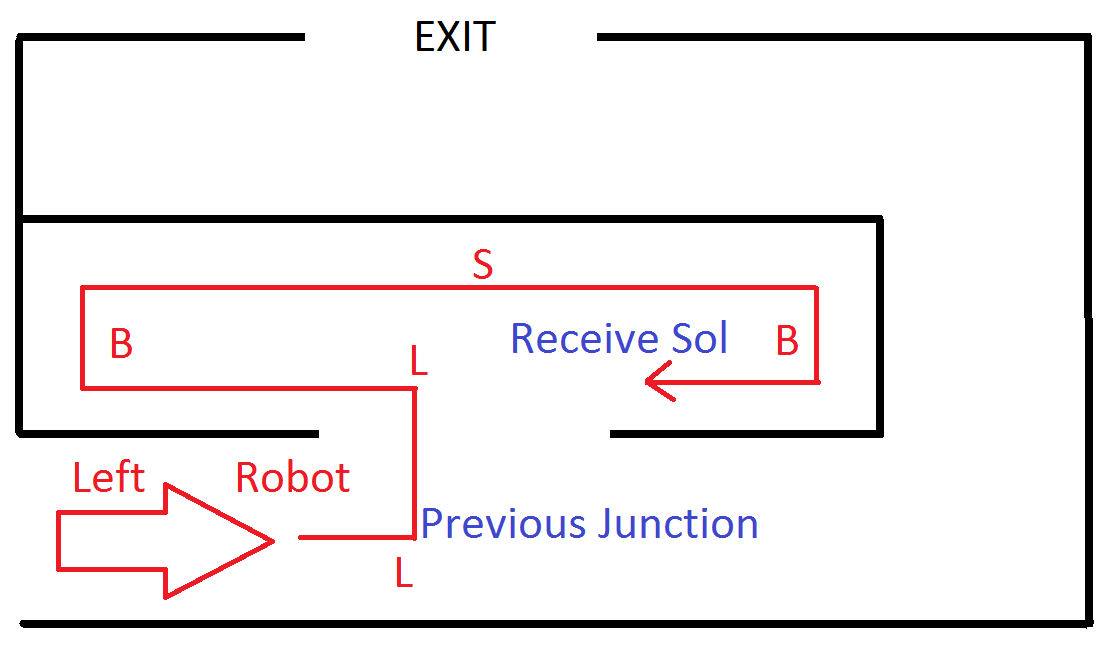 EXIT
S
B
Receive Sol
B
L
Left
Robot
Previous Junction
L